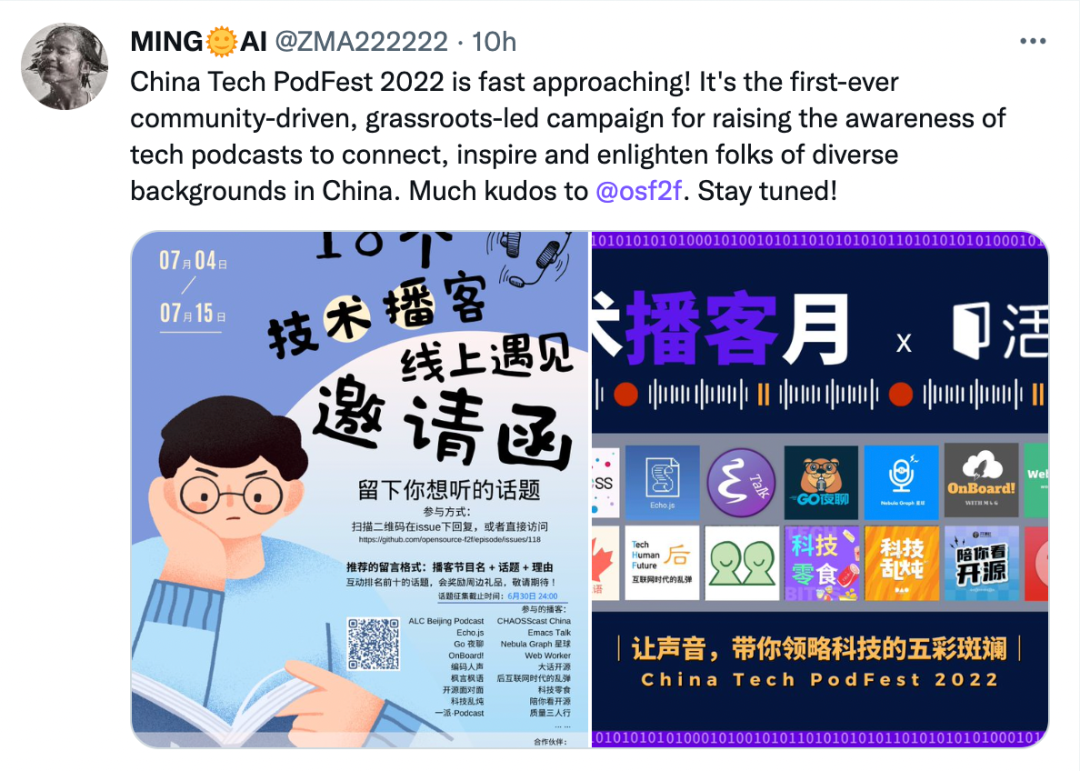 MING🌞AI @ZMA222222 · 10h
China Tech PodFest 2022 is fast approaching! It's the first-ever
community-driven, grassroots-led campaign for raising the awareness of
tech podcasts to connect, inspire and enlighten folks of diverse
backgrounds in China. Much kudos to @osf2f. Stay tuned!
07月04日
07月15日
18个
技术播客
线上遇见
邀请函
留下你想听的话题
参与方式:
扫描二维码在issue下回复,或者直接访问
https://github.com/opensource-f2f/episode/issues/118
推荐的留言格式:播客节目名 + 话题 + 理由
互动排名前十的话题,会奖励周边礼品,敬请期待!
话题征集截止时间:6月30日 24:00
参与的播客:
ALC Beijing Podcast CHAOSScast China
Echo.js Emacs Talk
Go 夜聊 Nebula Graph 星球
OnBoard! Web Worker
编码人声 大话开源
枫言枫语 后互联网时代的乱弹
开源面对面 科技零食
科技乱炖 陪你看开源
一派·Podcast 质量三人行
... ...
合作伙伴:
术播客月 x 活
SS
Echo.js
Talk
GO夜聊
Nebula Graph 星球
OnBoard!
WITH M&G
We
语
Tech
Human
Future
后
互联网时代的乱弹
科技
零食
BIT
科技
乱炖
陪你看
开源
让声音,带你领略科技的五彩斑斓
China Tech PodFest 2022